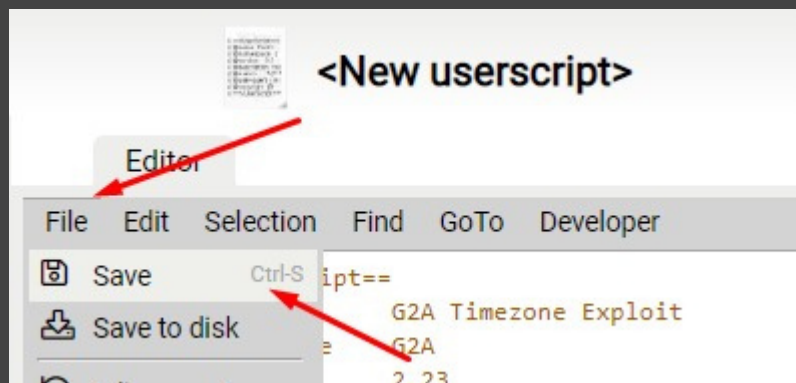 <New userscript>
Editor
File Edit Selection Find GoTo Developer
Save Ctrl-S ipt==
G2A Timezone Exploit
Save to disk
G2A
2.23